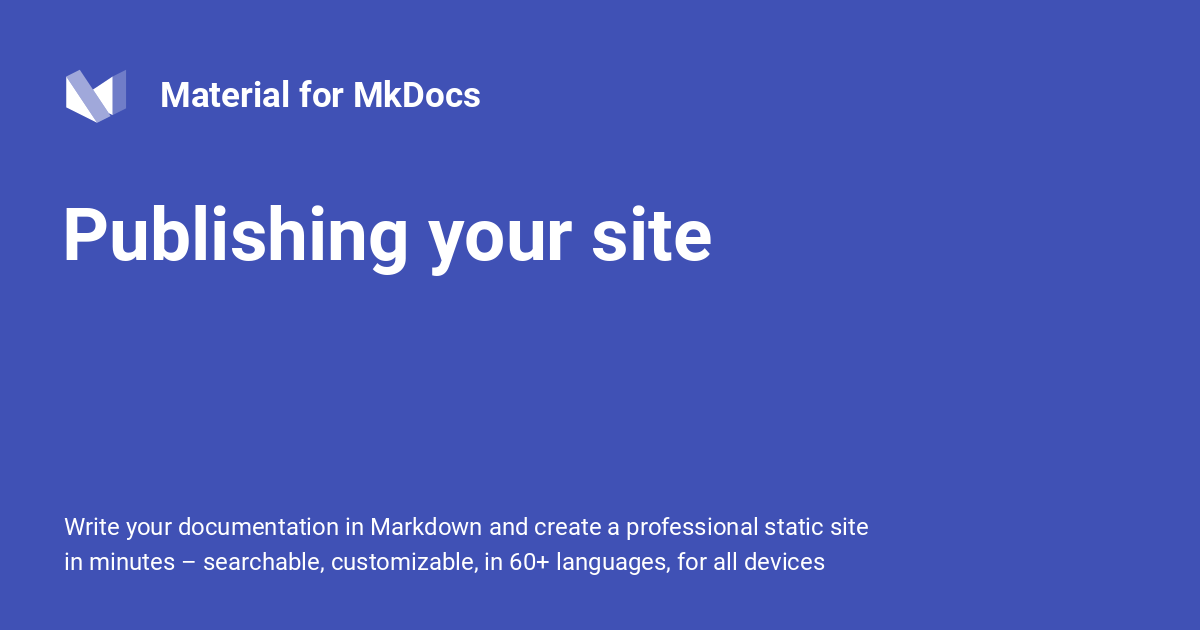 Material for MkDocs
Publishing your site
Write your documentation in Markdown and create a professional static site
in minutes – searchable, customizable, in 60+ languages, for all devices